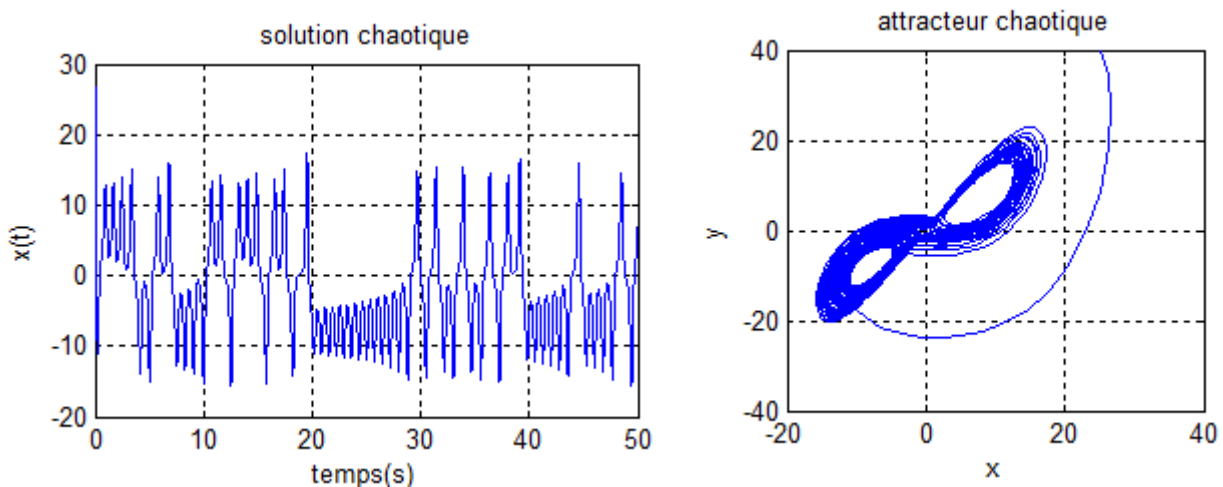 solution chaotique
30
20
10
0
-10
-20
x(t)
0 10 20 30 40 50
temps(s)
attracteur chaotique
40
20
0
-20
-40
y
-20 0 20 40
x